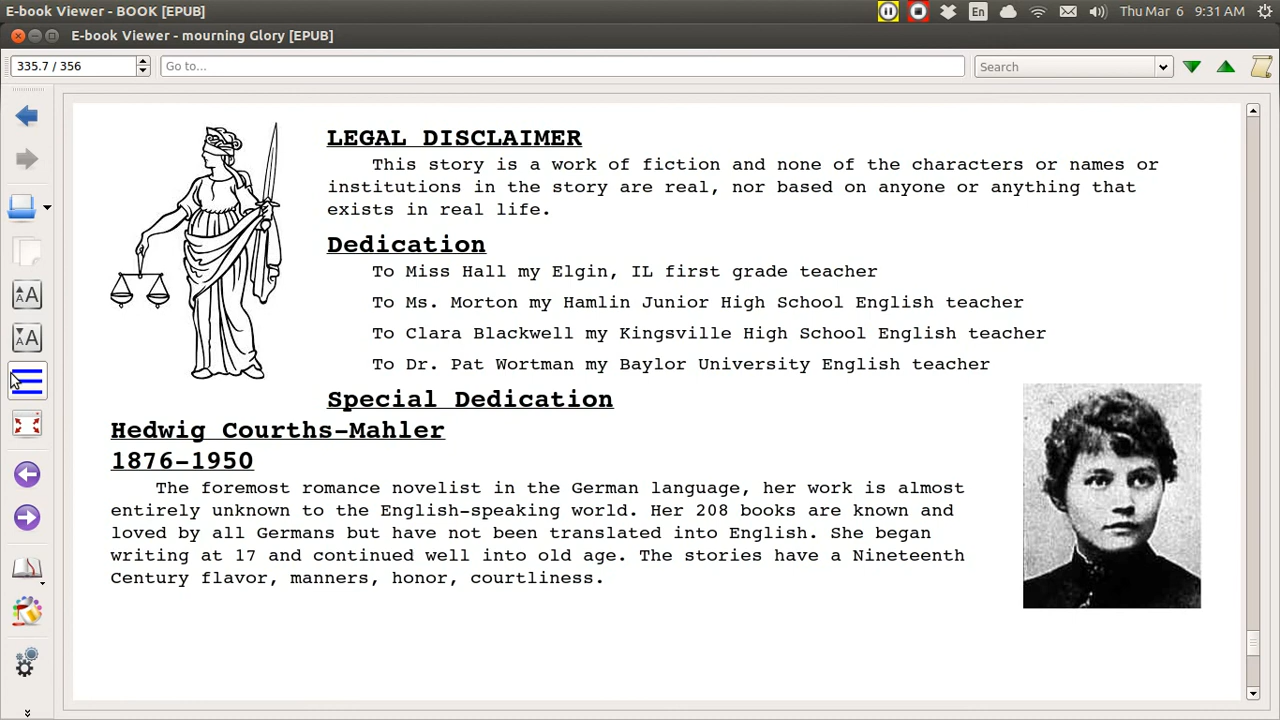 E-book Viewer - BOOK [EPUB]
En
Thu Mar 6 9:31 AM
E-book Viewer - mourning Glory [EPUB]
335.7 / 356
Go to...
Search
LEGAL DISCLAIMER
This story is a work of fiction and none of the characters or names or
institutions in the story are real, nor based on anyone or anything that
exists in real life.
Dedication
To Miss Hall my Elgin, IL first grade teacher
To Ms. Morton my Hamlin Junior High School English teacher
To Clara Blackwell my Kingsville High School English teacher
To Dr. Pat Wortman my Baylor University English teacher
Special Dedication
Hedwig Courths-Mahler
1876-1950
The foremost romance novelist in the German language, her work is almost
entirely unknown to the English-speaking world. Her 208 books are known and
loved by all Germans but have not been translated into English. She began
writing at 17 and continued well into old age. The stories have a Nineteenth
Century flavor, manners, honor, courtliness.
AA
AA